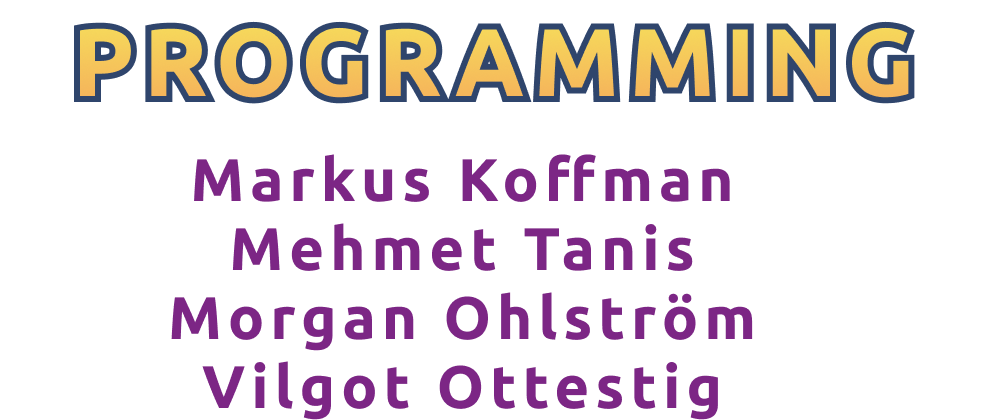 PROGRAMMING
Markus Koffman
Mehmet Tanis
Morgan Ohlström
Vilgot Ottestig